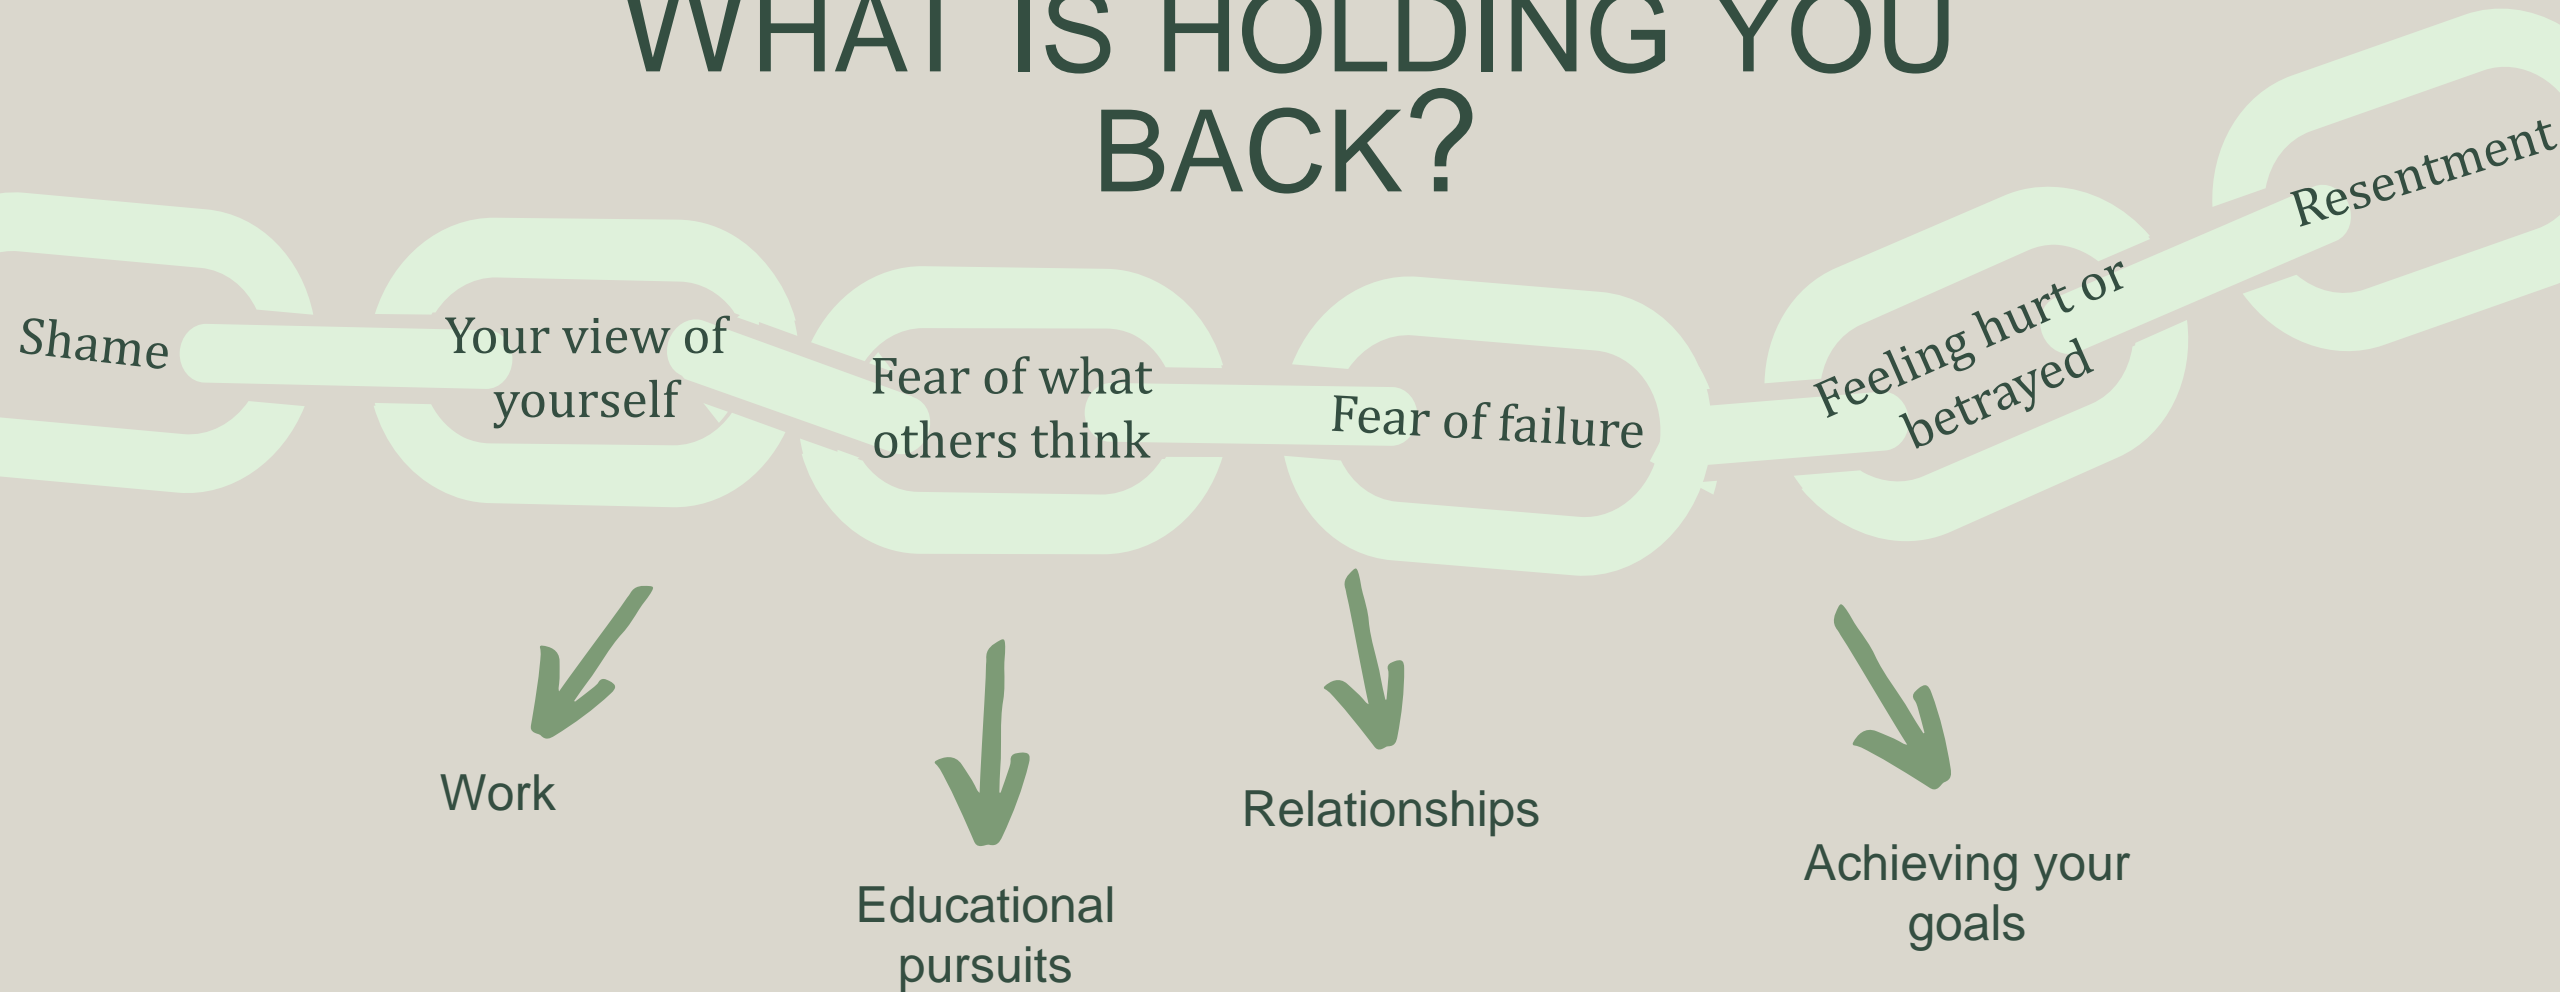 WHAT IS HOLDING YOU
BACK?
Shame
Your view of
yourself
Fear of what
others think
Fear of failure
Feeling hurt or
betrayed
Resentment
Work
Educational
pursuits
Relationships
Achieving your
goals